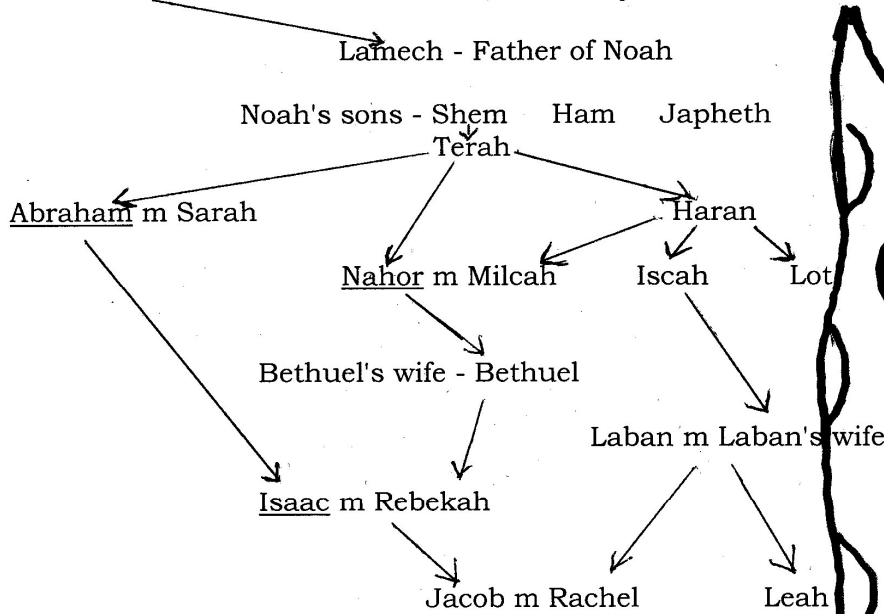 Lamech - Father of Noah
Noah's sons - Shem Ham Japheth
Terah
Abraham m Sarah
Haran
Nahor m Milcah
Iscah
Lot
Bethuel's wife - Bethuel
Laban m Laban's wife
Isaac m Rebekah
Jacob m Rachel
Leah